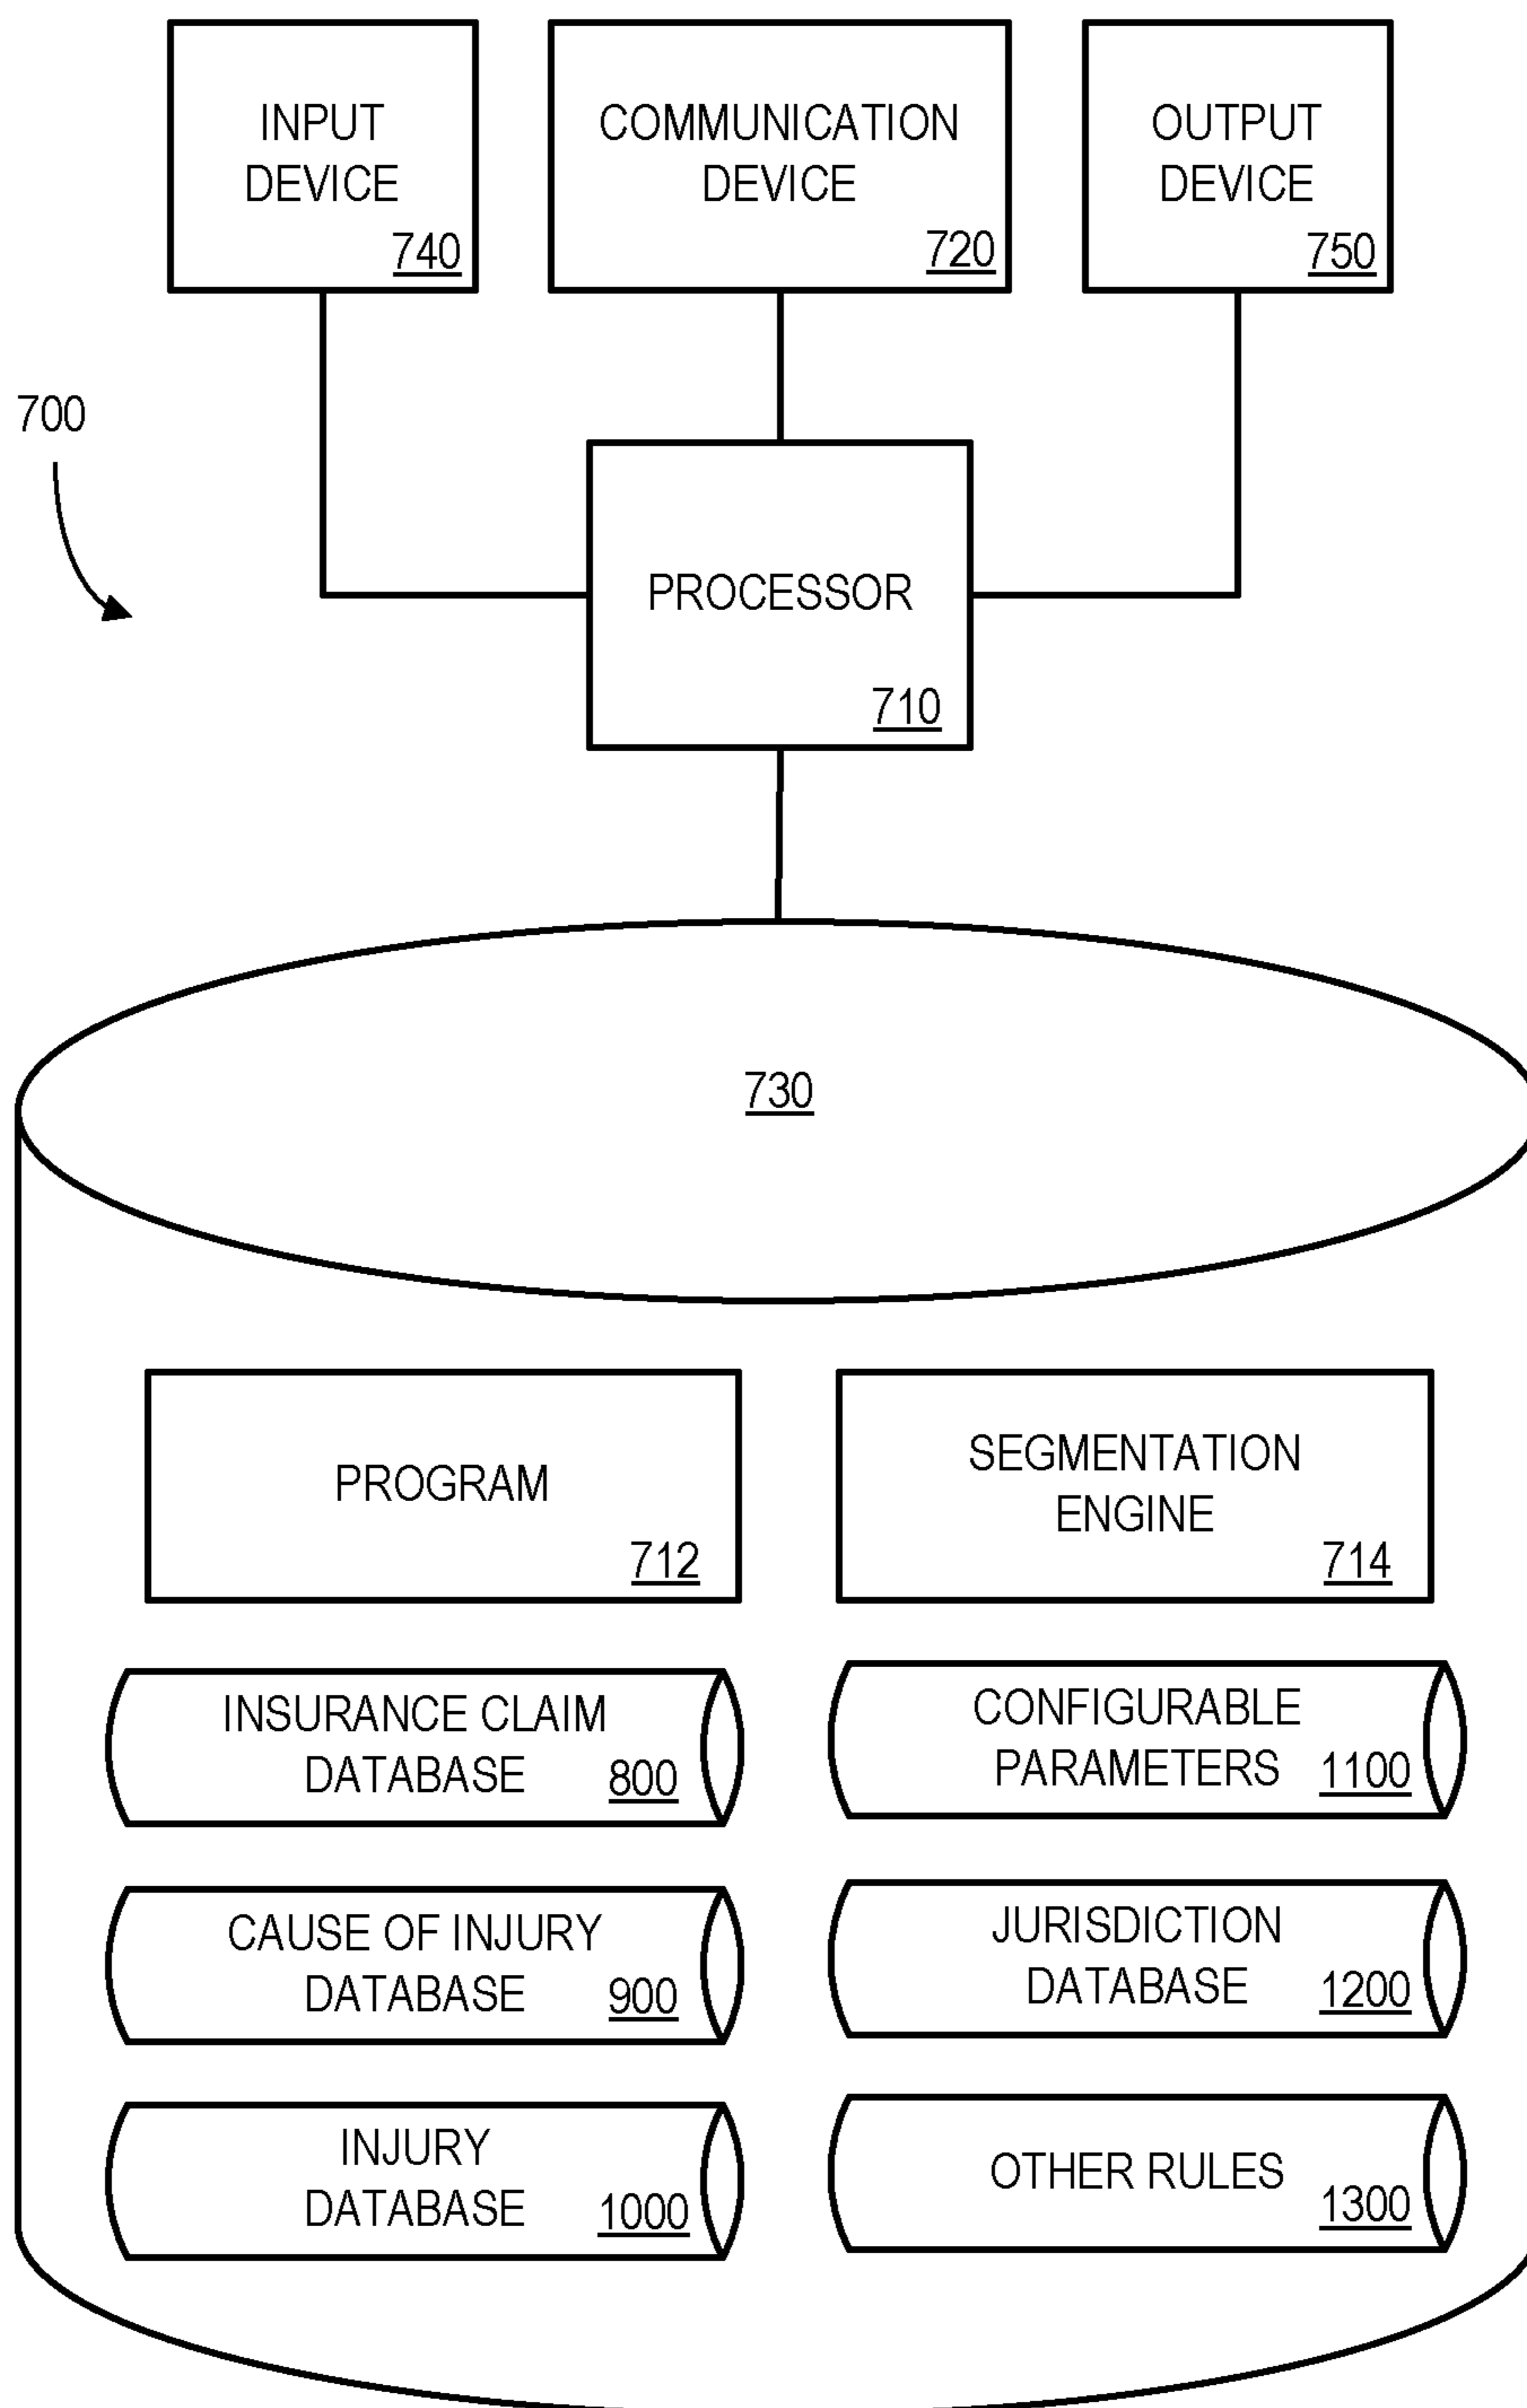 INPUT
DEVICE
740
COMMUNICATION
DEVICE
720
OUTPUT
DEVICE
750
700
PROCESSOR
710
730
PROGRAM
712
SEGMENTATION
ENGINE
714
INSURANCE CLAIM
DATABASE 800
CONFIGURABLE
PARAMETERS 1100
CAUSE OF INJURY
DATABASE 900
JURISDICTION
DATABASE 1200
INJURY
DATABASE 1000
OTHER RULES 1300